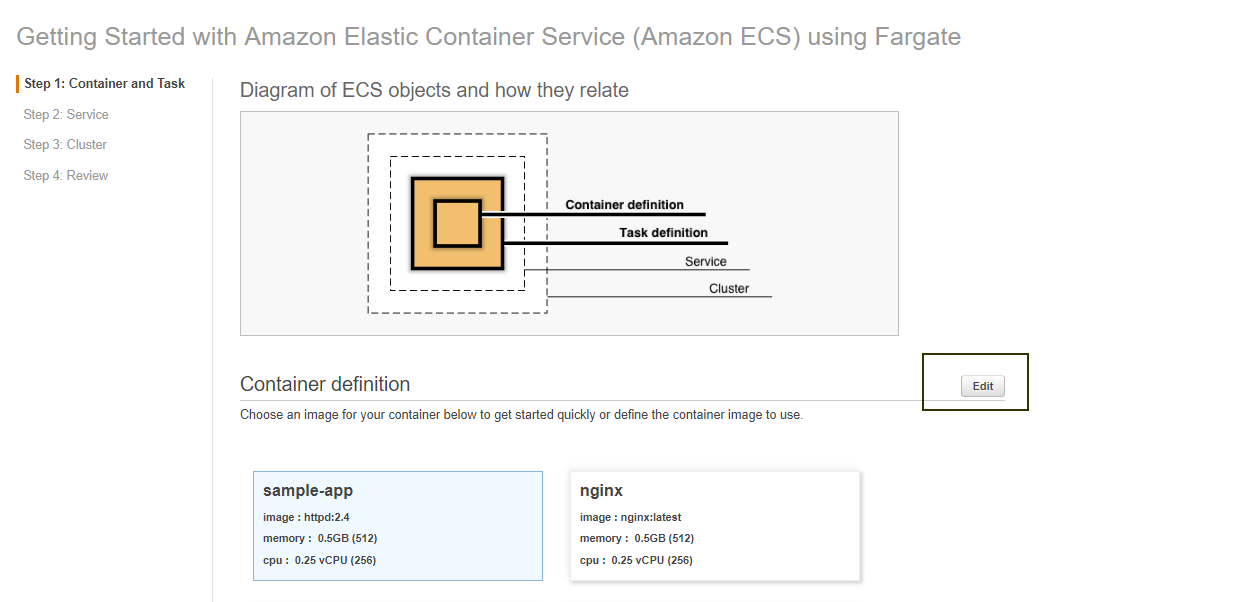 Getting Started with Amazon Elastic Container Service (Amazon ECS) using Fargate
Step 1: Container and Task
Step 2: Service
Step 3: Cluster
Step 4: Review
Diagram of ECS objects and how they relate
Container definition
Task definition
Service
Cluster
Container definition
Edit
Choose an image for your container below to get started quickly or define the container image to use.
sample-app
image : httpd:2.4
memory : 0.5GB (512)
cpu : 0.25 vCPU (256)
nginx
image : nginx:latest
memory : 0.5GB (512)
cpu : 0.25 vCPU (256)